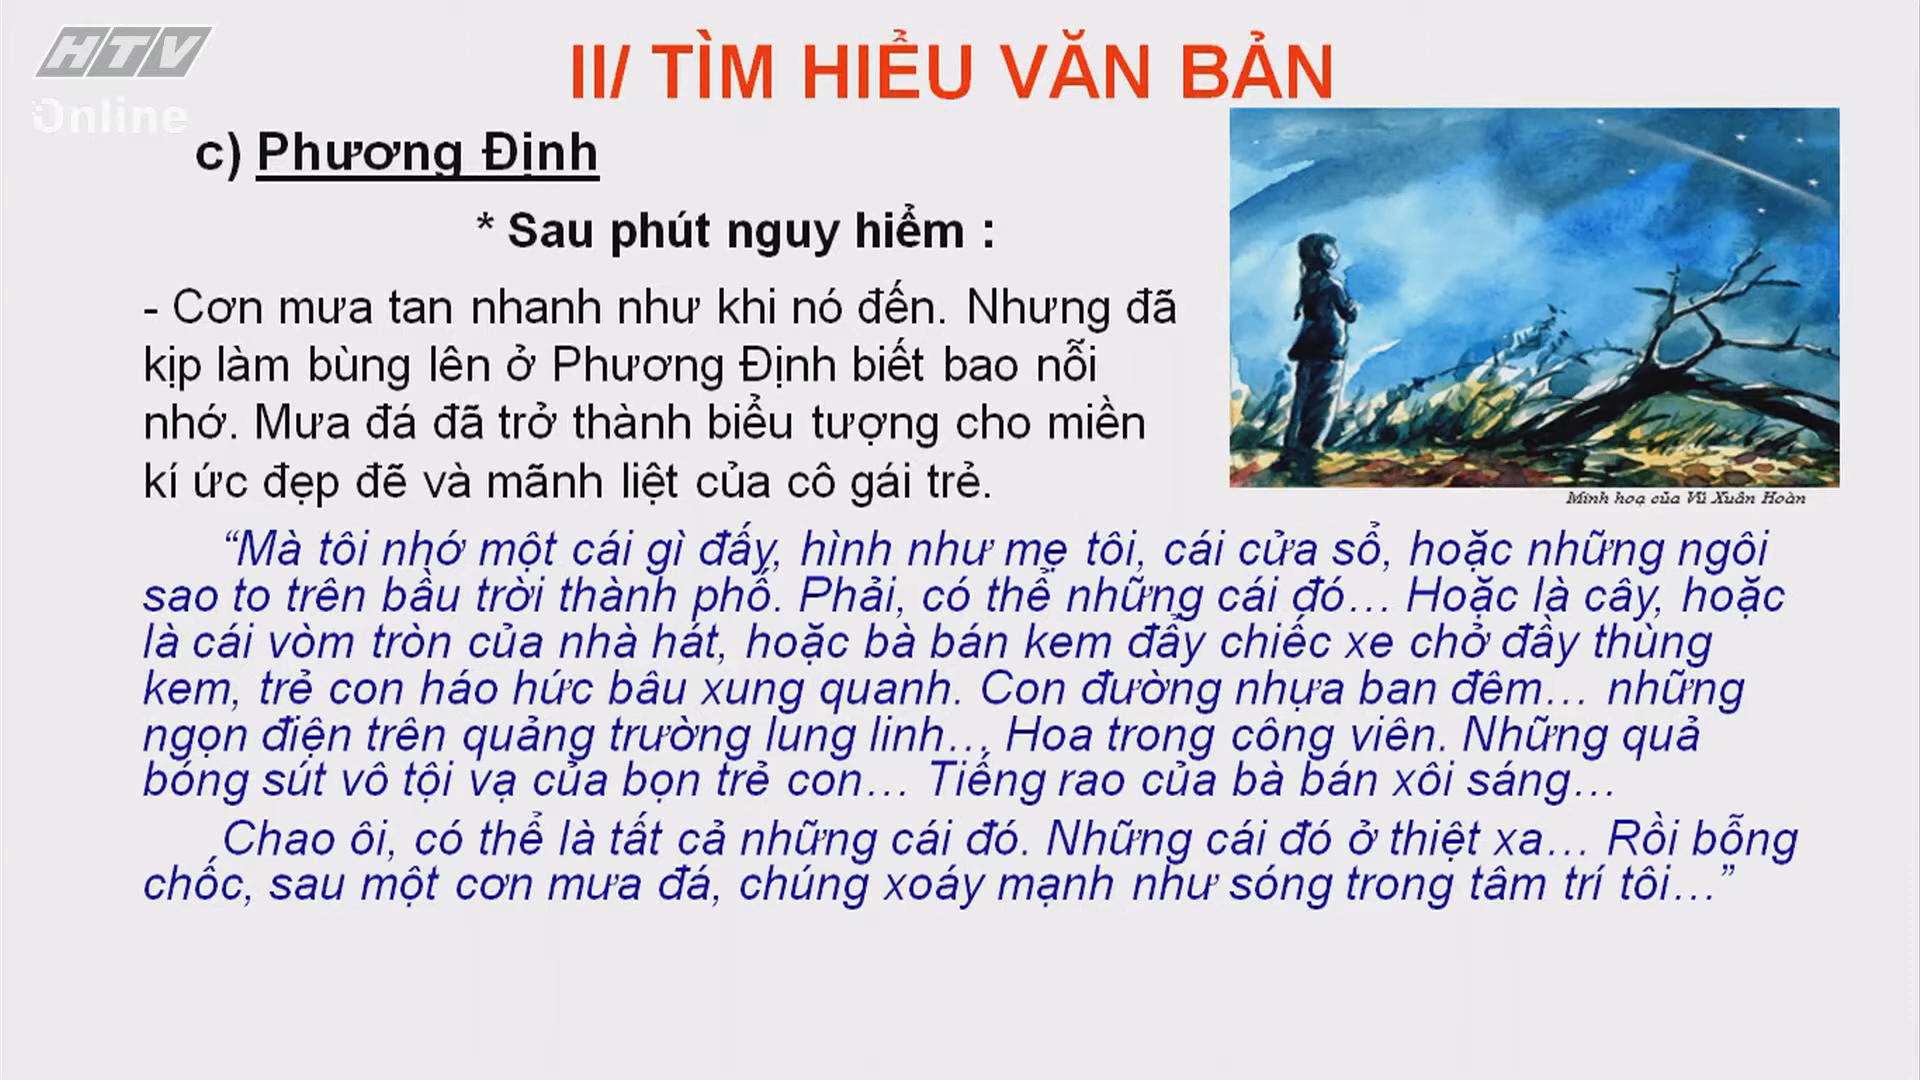 HTV
Online
II/ TÌM HIỂU VĂN BẢN
c) Phương Định
* Sau phút nguy hiểm :
- Cơn mưa tan nhanh như khi nó đến. Nhưng đã
kịp làm bùng lên ở Phương Định biết bao nỗi
nhớ. Mưa đá đã trở thành biểu tượng cho miền
kí ức đẹp đẽ và mãnh liệt của cô gái trẻ.
Minh hoạ của Vũ Xuân Hoàn
“Mà tôi nhớ một cái gì đấy, hình như mẹ tôi, cái cửa sổ, hoặc những ngôi
sao to trên bầu trời thành phố. Phải, có thể những cái đó… Hoặc là cây, hoặc
là cái vòm tròn của nhà hát, hoặc bà bán kem đẩy chiếc xe chở đầy thùng
kem, trẻ con háo hức bâu xung quanh. Con đường nhựa ban đêm… những
ngọn điện trên quảng trường lung linh… Hoa trong công viên. Những quả
bóng sút vô tội vạ của bọn trẻ con… Tiếng rao của bà bán xôi sáng…
Chao ôi, có thể là tất cả những cái đó. Những cái đó ở thiệt xa… Rồi bỗng
chốc, sau một cơn mưa đá, chúng xoáy mạnh như sóng trong tâm trí tôi…”